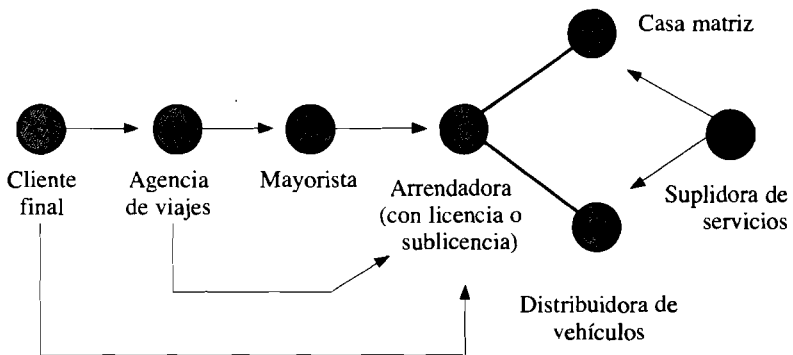 Casa matriz
Cliente
final
Agencia
de viajes
Mayorista
Arrendadora
(con licencia o
sublicencia)
Suplidora de
servicios
Distribuidora de
vehículos